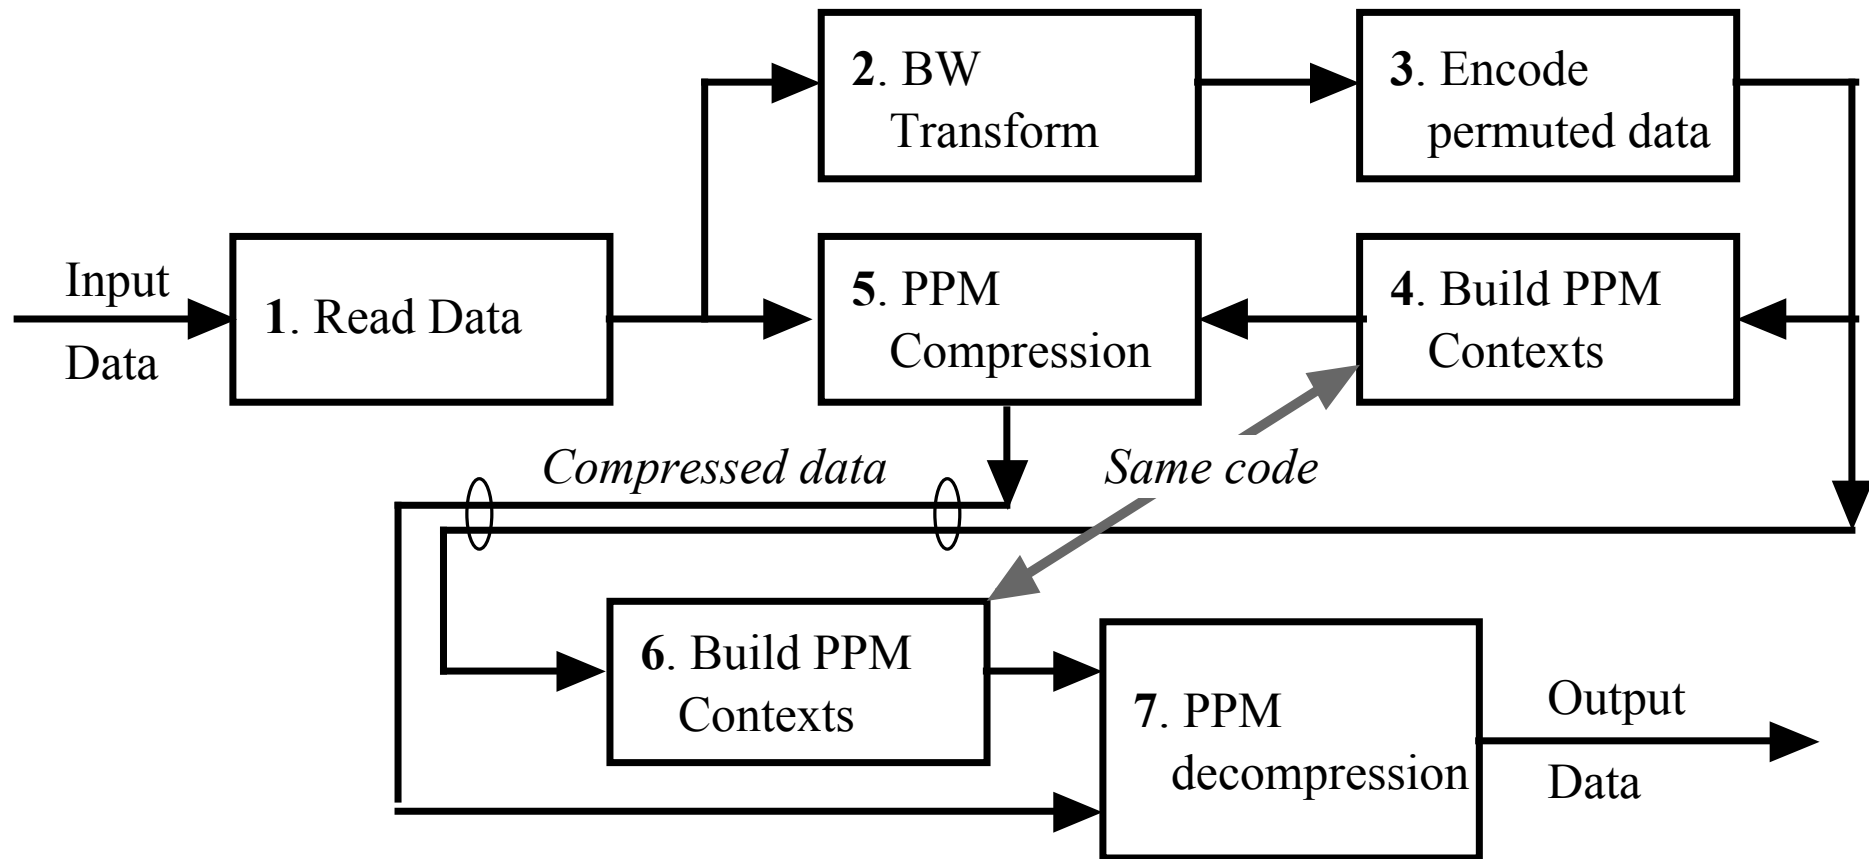 2. BW
Transform
3. Encode
permuted data
Input
Data
1. Read Data
5. PPM
Compression
4. Build PPM
Contexts
Compressed data
Same code
6. Build PPM
Contexts
7. PPM
decompression
Output
Data